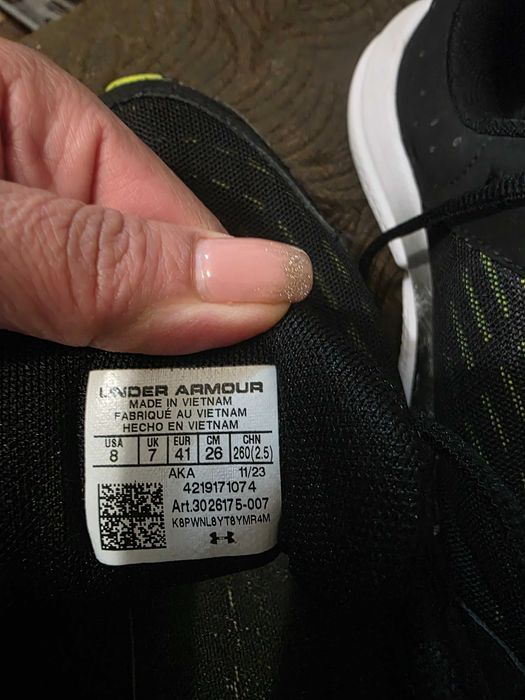 UNDER ARMOUR
MADE IN VIETNAM
FABRIQUÉ AU VIETNAM
HECHO EN VIETNAM
USA UK EUR CM CHN
8 7 41 26 260(2.5)
AKA 11/23
4219171074
Art.3026175-007
K8PWNL8YT8YMR4M